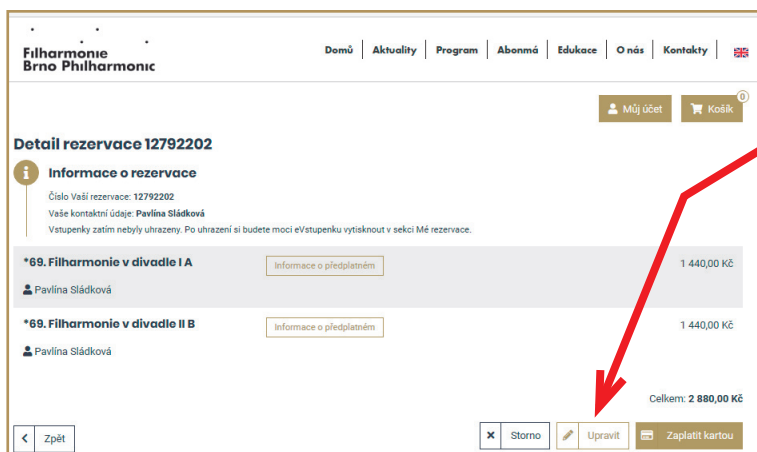 Filharmonie
Brno Philharmonic
Domů Aktuality Program Abonmá Edukace O nás Kontakty
Můj účet Košík 0
Detail rezervace 12792202
i Informace o rezervace
Číslo Vaší rezervace: 12792202
Vaše kontaktní údaje: Pavlína Sládková
Vstupenky zatím nebyly uhrazeny. Po uhrazení si budete moci eVstupenku vytisknout v sekci Mé rezervace.
*69. Filharmonie v divadle I A Informace o předplatném 1 440,00 Kč
Pavlína Sládková
*69. Filharmonie v divadle II B Informace o předplatném 1 440,00 Kč
Pavlína Sládková
Celkem: 2 880,00 Kč
Zpět Storno Upravit Zaplatit kartou